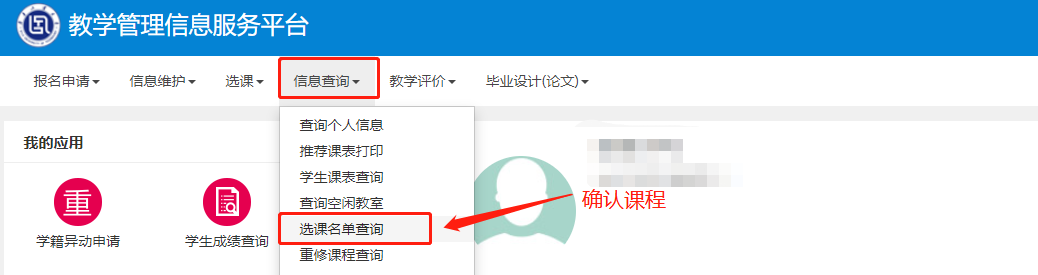 教学管理信息服务平台
报名申请 信息维护 选课 信息查询 教学评价 毕业设计(论文)
查询个人信息
推荐课表打印
学生课表查询
查询空闲教室
选课名单查询
重修课程查询
我的应用
重
学籍异动申请 学生成绩查询
确认课程